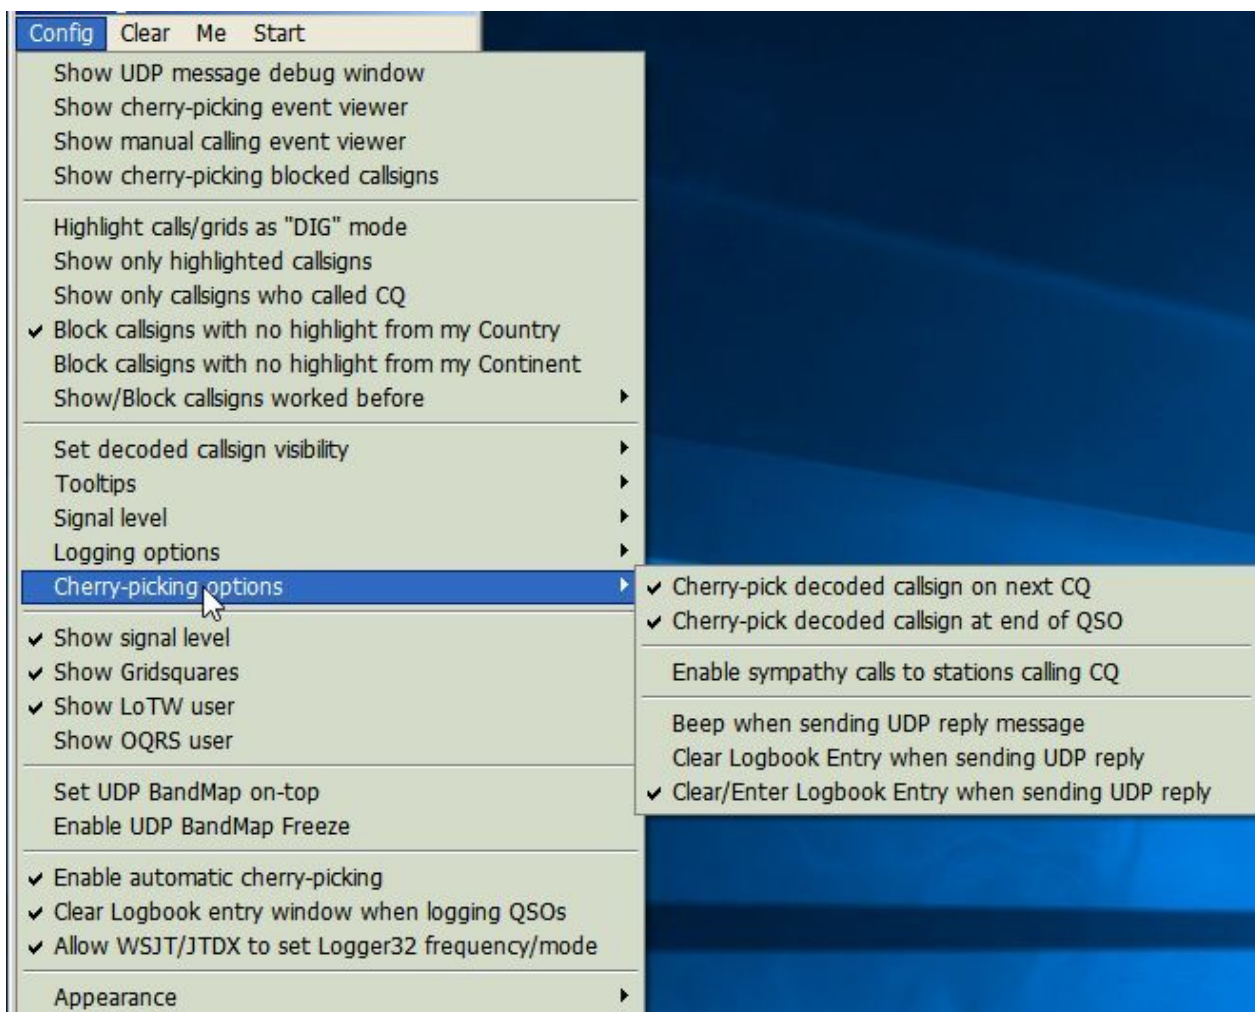 Config Clear Me Start
Show UDP message debug window
Show cherry-picking event viewer
Show manual calling event viewer
Show cherry-picking blocked callsigns
Highlight calls/grids as "DIG" mode
Show only highlighted callsigns
Show only callsigns who called CQ
Block callsigns with no highlight from my Country
Block callsigns with no highlight from my Continent
Show/Block callsigns worked before
Set decoded callsign visibility
Tooltips
Signal level
Logging options
Cherry-picking options
Show signal level
Show Gridsquares
Show LoTW user
Show OQRS user
Set UDP BandMap on-top
Enable UDP BandMap Freeze
Enable automatic cherry-picking
Clear Logbook entry window when logging QSOs
Allow WSJT/JTDX to set Logger32 frequency/mode
Appearance
Cherry-pick decoded callsign on next CQ
Cherry-pick decoded callsign at end of QSO
Enable sympathy calls to stations calling CQ
Beep when sending UDP reply message
Clear Logbook Entry when sending UDP reply
Clear/Enter Logbook Entry when sending UDP reply